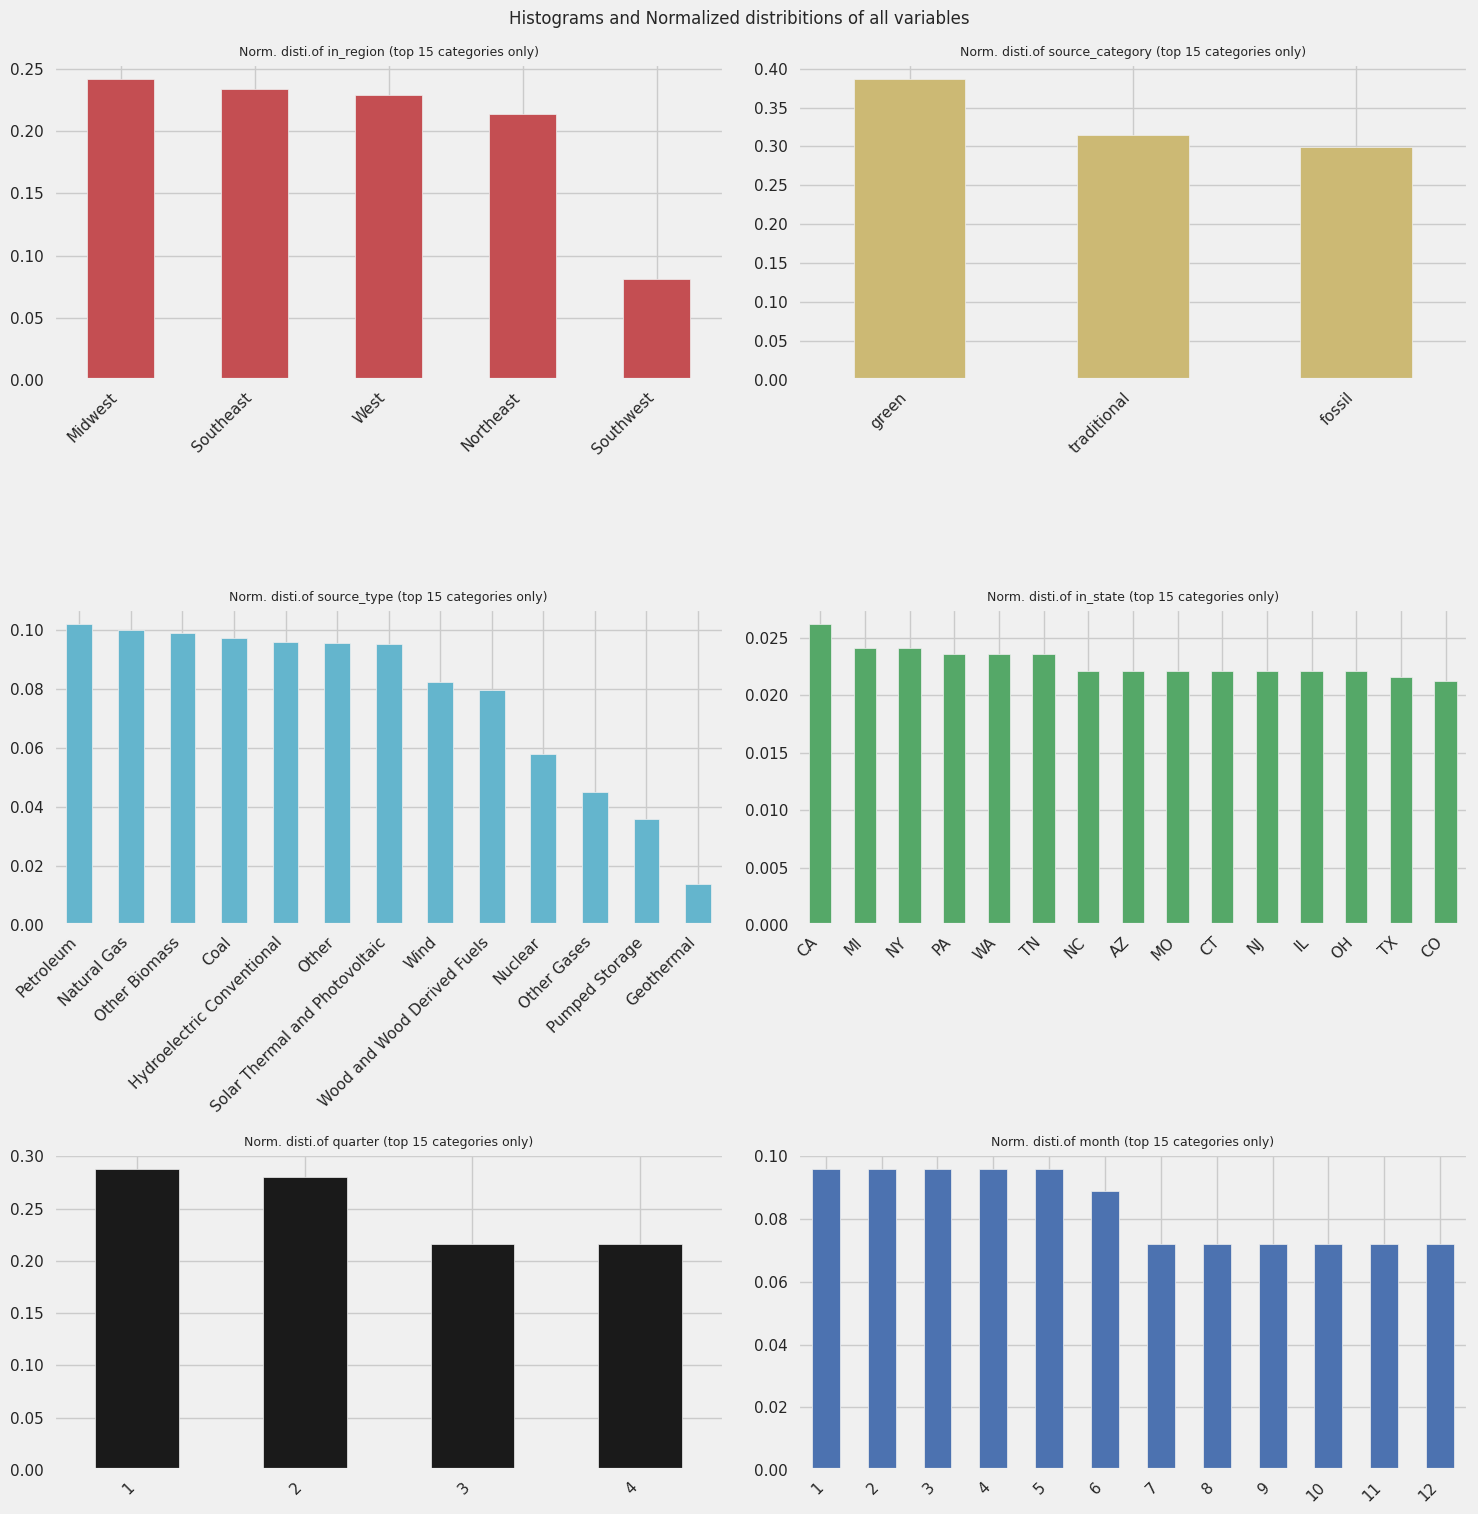 Histograms and Normalized distribitions of all variables
Norm. disti.of in_region (top 15 categories only)
0.25
0.20
0.15
0.10
0.05
0.00
Midwest
Southeast
West
Northeast
Southwest
Norm. disti.of source_category (top 15 categories only)
0.40
0.35
0.30
0.25
0.20
0.15
0.10
0.05
0.00
green
traditional
fossil
Norm. disti.of source_type (top 15 categories only)
0.10
0.08
0.06
0.04
0.02
0.00
Petroleum
Natural Gas
Other Biomass
Coal
Hydroelectric Conventional
Other
Solar Thermal and Photovoltaic
Wind
Wood and Wood Derived Fuels
Nuclear
Other Gases
Pumped Storage
Geothermal
Norm. disti.of in_state (top 15 categories only)
0.025
0.020
0.015
0.010
0.005
0.000
CA
MI
NY
PA
WA
TN
NC
AZ
MO
CT
NJ
IL
OH
TX
CO
Norm. disti.of quarter (top 15 categories only)
0.30
0.25
0.20
0.15
0.10
0.05
0.00
1
2
3
4
Norm. disti.of month (top 15 categories only)
0.10
0.08
0.06
0.04
0.02
0.00
1
2
3
4
5
6
7
8
9
10
11
12